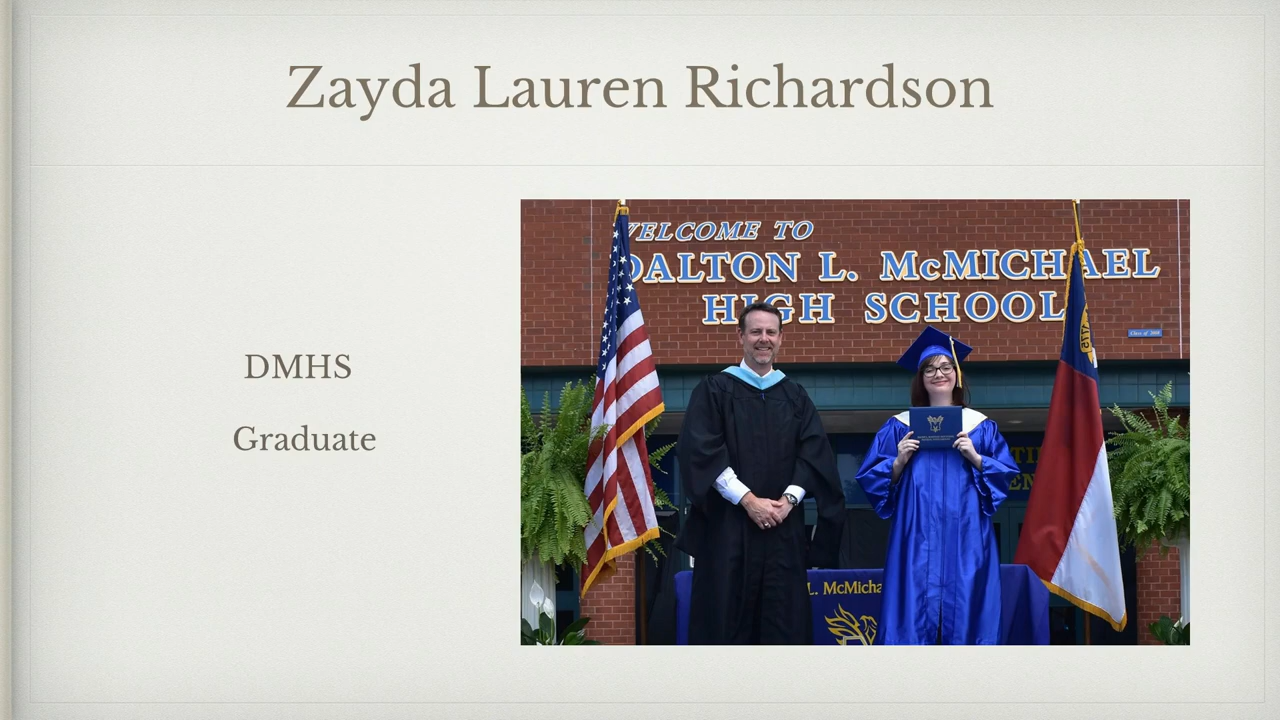 Zayda Lauren Richardson
DMHS
Graduate
WELCOME TO
DALTON L. McMICHAEL
HIGH SCHOOL
L. McMicha